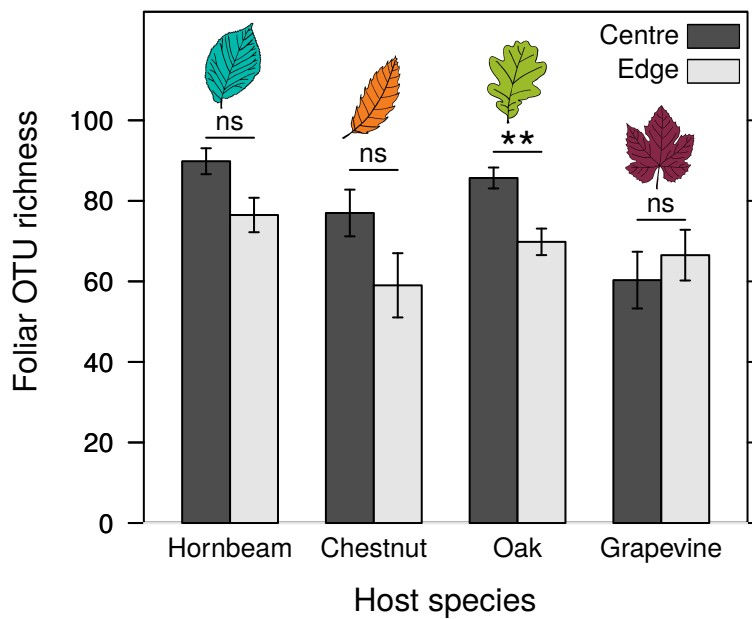 Centre
Edge
Foliar OTU richness
100
80
60
40
20
0
ns
ns
**
ns
Hornbeam
Chestnut
Oak
Grapevine
Host species